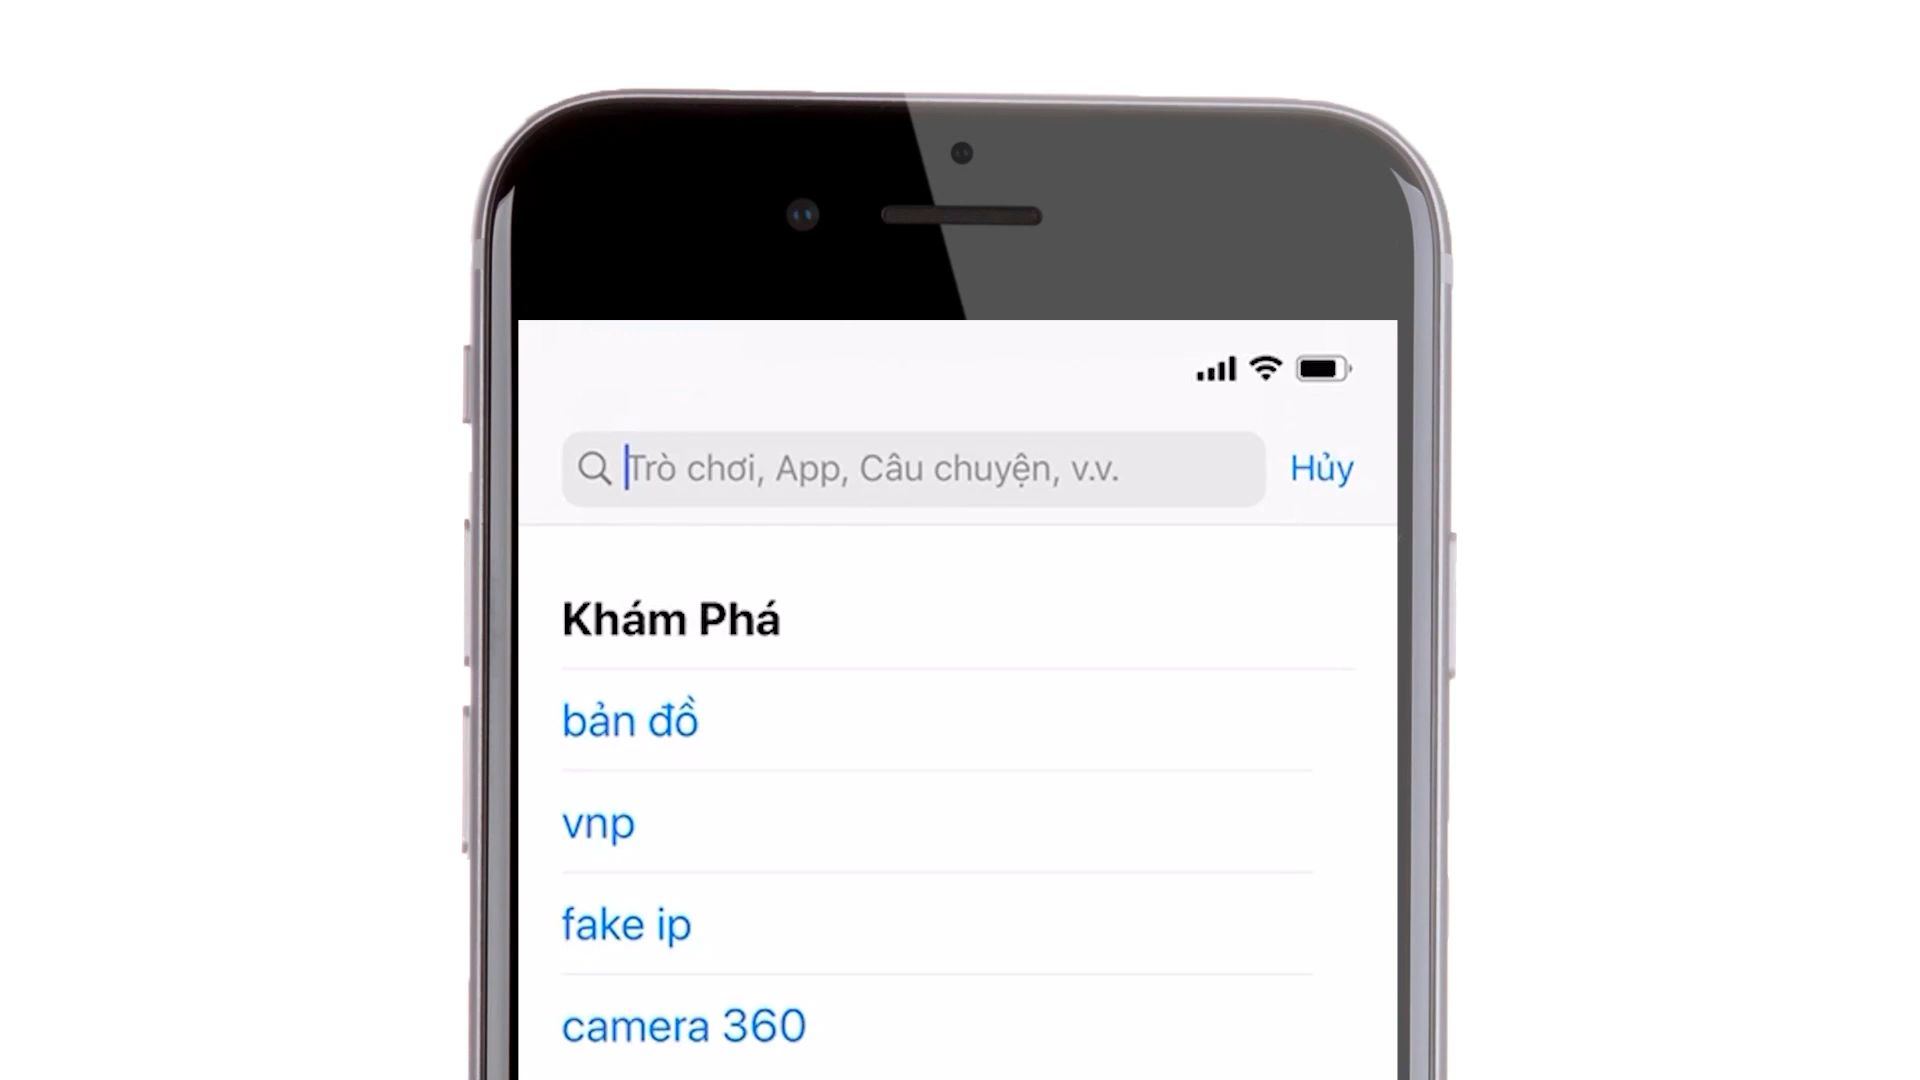 Trò chơi, App, Câu chuyện, v.v.
Hủy
Khám Phá
bản đồ
vnp
fake ip
camera 360